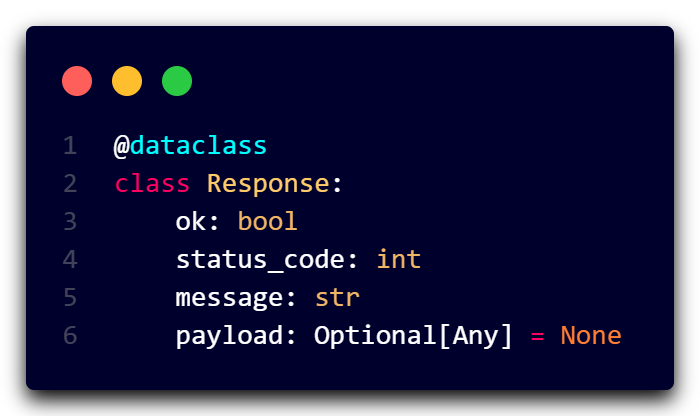 1 @dataclass
2 class Response:
3     ok: bool
4     status_code: int
5     message: str
6     payload: Optional[Any] = None